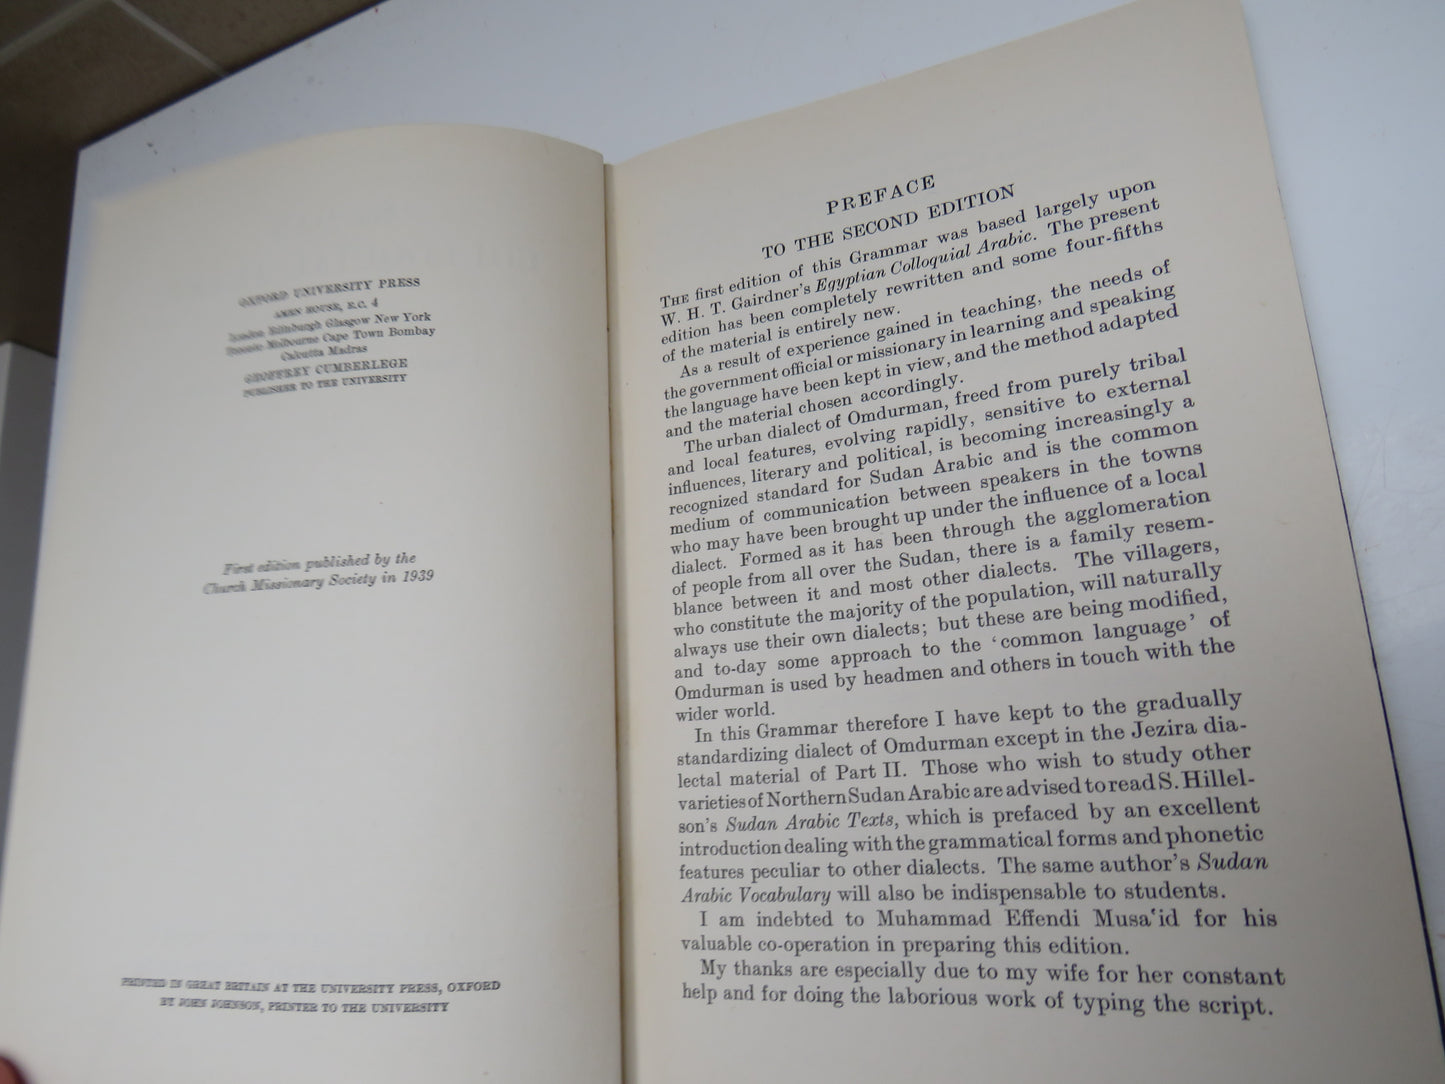 OXFORD UNIVERSITY PRESS
AMEN HOUSE, E.C. 4
London Edinburgh Glasgow New York
Toronto Melbourne Cape Town Bombay
Calcutta Madras
GEOFFREY CUMBERLEGE
PUBLISHER TO THE UNIVERSITY
First edition published by the
Church Missionary Society in 1939
PRINTED IN GREAT BRITAIN AT THE UNIVERSITY PRESS, OXFORD
BY JOHN JOHNSON, PRINTER TO THE UNIVERSITY
PREFACE
TO THE SECOND EDITION
THE first edition of this Grammar was based largely upon
W. H. T. Gairdner's Egyptian Colloquial Arabic. The present
edition has been completely rewritten and some four-fifths
of the material is entirely new.
As a result of experience gained in teaching, the needs of
the government official or missionary in learning and speaking
the language have been kept in view, and the method adapted
and the material chosen accordingly.
The urban dialect of Omdurman, freed from purely tribal
and local features, evolving rapidly, sensitive to external
influences, literary and political, is becoming increasingly a
recognized standard for Sudan Arabic and is the common
medium of communication between speakers in the towns
who may have been brought up under the influence of a local
dialect. Formed as it has been through the agglomeration
of people from all over the Sudan, there is a family resem-
blance between it and most other dialects. The villagers,
who constitute the majority of the population, will naturally
always use their own dialects; but these are being modified,
and to-day some approach to the 'common language' of
Omdurman is used by headmen and others in touch with the
wider world.
In this Grammar therefore I have kept to the gradually
standardizing dialect of Omdurman except in the Jezira dia-
lectal material of Part II. Those who wish to study other
varieties of Northern Sudan Arabic are advised to read S. Hillel-
son's Sudan Arabic Texts, which is prefaced by an excellent
introduction dealing with the grammatical forms and phonetic
features peculiar to other dialects. The same author's Sudan
Arabic Vocabulary will also be indispensable to students.
I am indebted to Muhammad Effendi Musaʿid for his
valuable co-operation in preparing this edition.
My thanks are especially due to my wife for her constant
help and for doing the laborious work of typing the script.